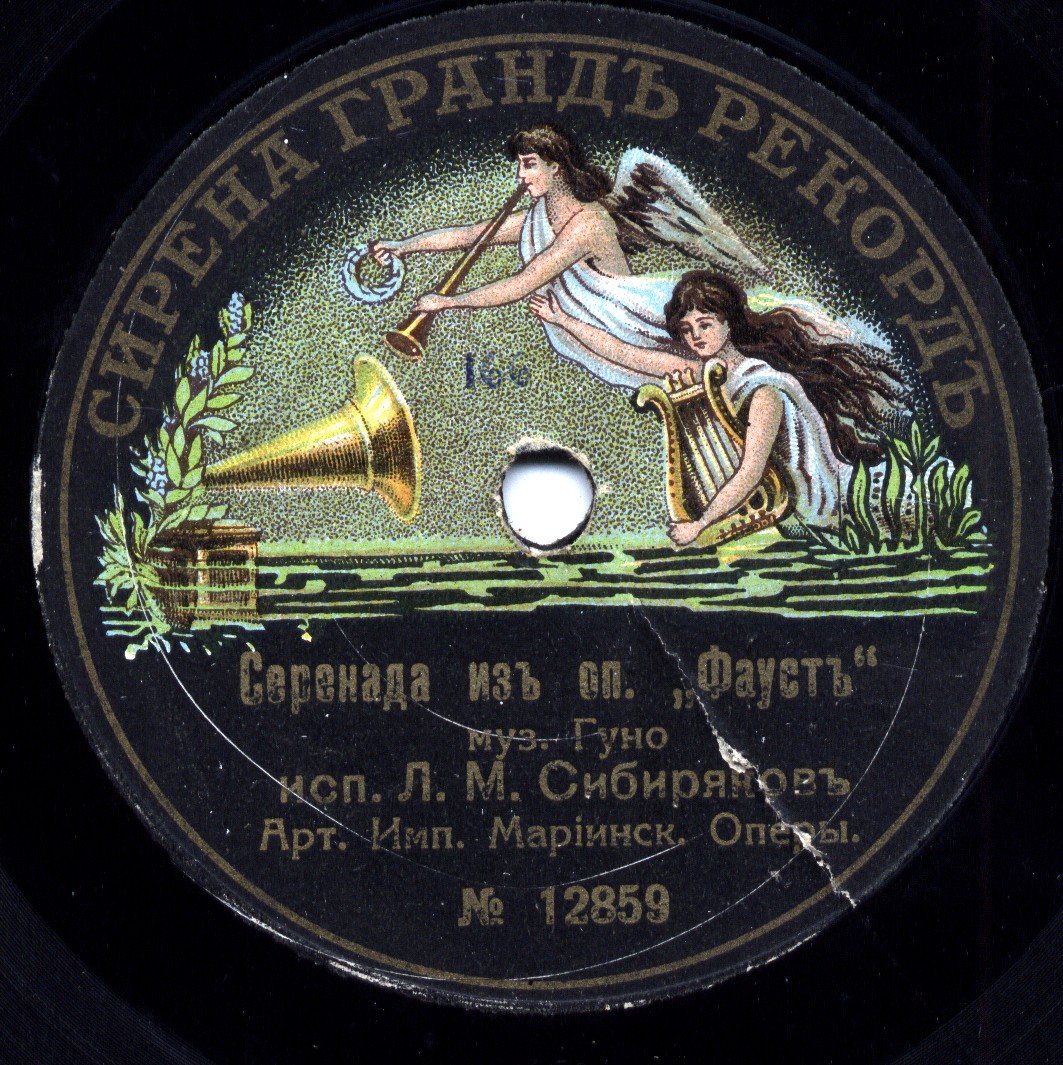 СИРЕНА ГРАНДЪ РЕКОРДЪ
Серенада изъ оп. „Фаустъ“
муз. Гуно
исп. Л. М. Сибиряковъ
Арт. Имп. Маріинск. Оперы.
№ 12859